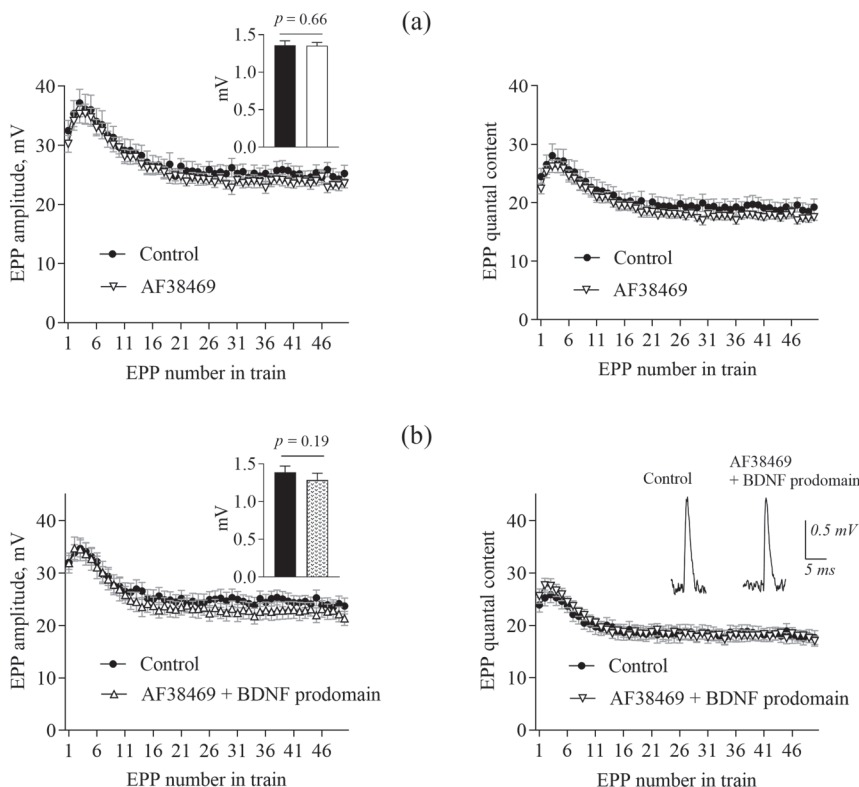 (a)
p = 0.66
1.5
1.0
0.5
0.0
mV
40
30
20
10
0
EPP amplitude, mV
Control
AF38469
1 6 11 16 21 26 31 36 41 46
EPP number in train
40
30
20
10
0
EPP quantal content
Control
AF38469
1 6 11 16 21 26 31 36 41 46
EPP number in train
(b)
p = 0.19
1.5
1.0
0.5
0.0
mV
40
30
20
10
0
EPP amplitude, mV
Control
AF38469 + BDNF prodomain
1 6 11 16 21 26 31 36 41 46
EPP number in train
Control
AF38469
+ BDNF prodomain
0.5 mV
5 ms
40
30
20
10
0
EPP quantal content
Control
AF38469 + BDNF prodomain
1 6 11 16 21 26 31 36 41 46
EPP number in train